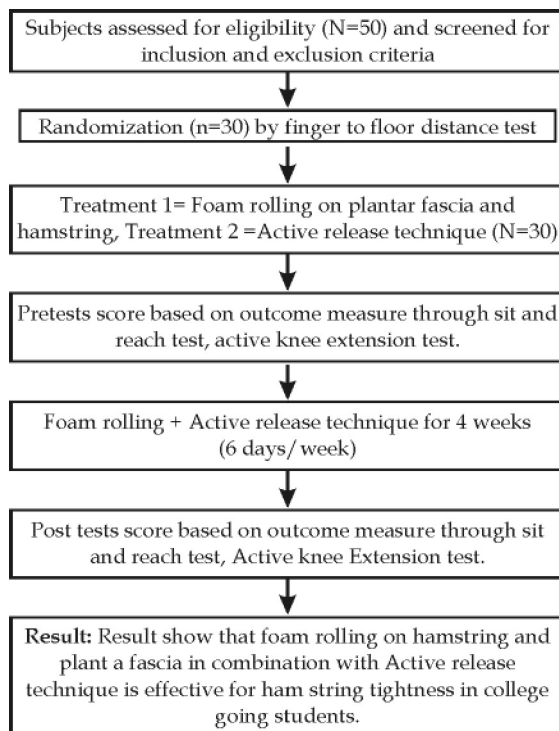 Subjects assessed for eligibility (N=50) and screened for
inclusion and exclusion criteria
Randomization (n=30) by finger to floor distance test
Treatment 1= Foam rolling on plantar fascia and
hamstring, Treatment 2 =Active release technique (N=30)
Pretests score based on outcome measure through sit and
reach test, active knee extension test.
Foam rolling + Active release technique for 4 weeks
(6 days/week)
Post tests score based on outcome measure through sit
and reach test, Active knee Extension test.
Result: Result show that foam rolling on hamstring and
plant a fascia in combination with Active release
technique is effective for ham string tightness in college
going students.